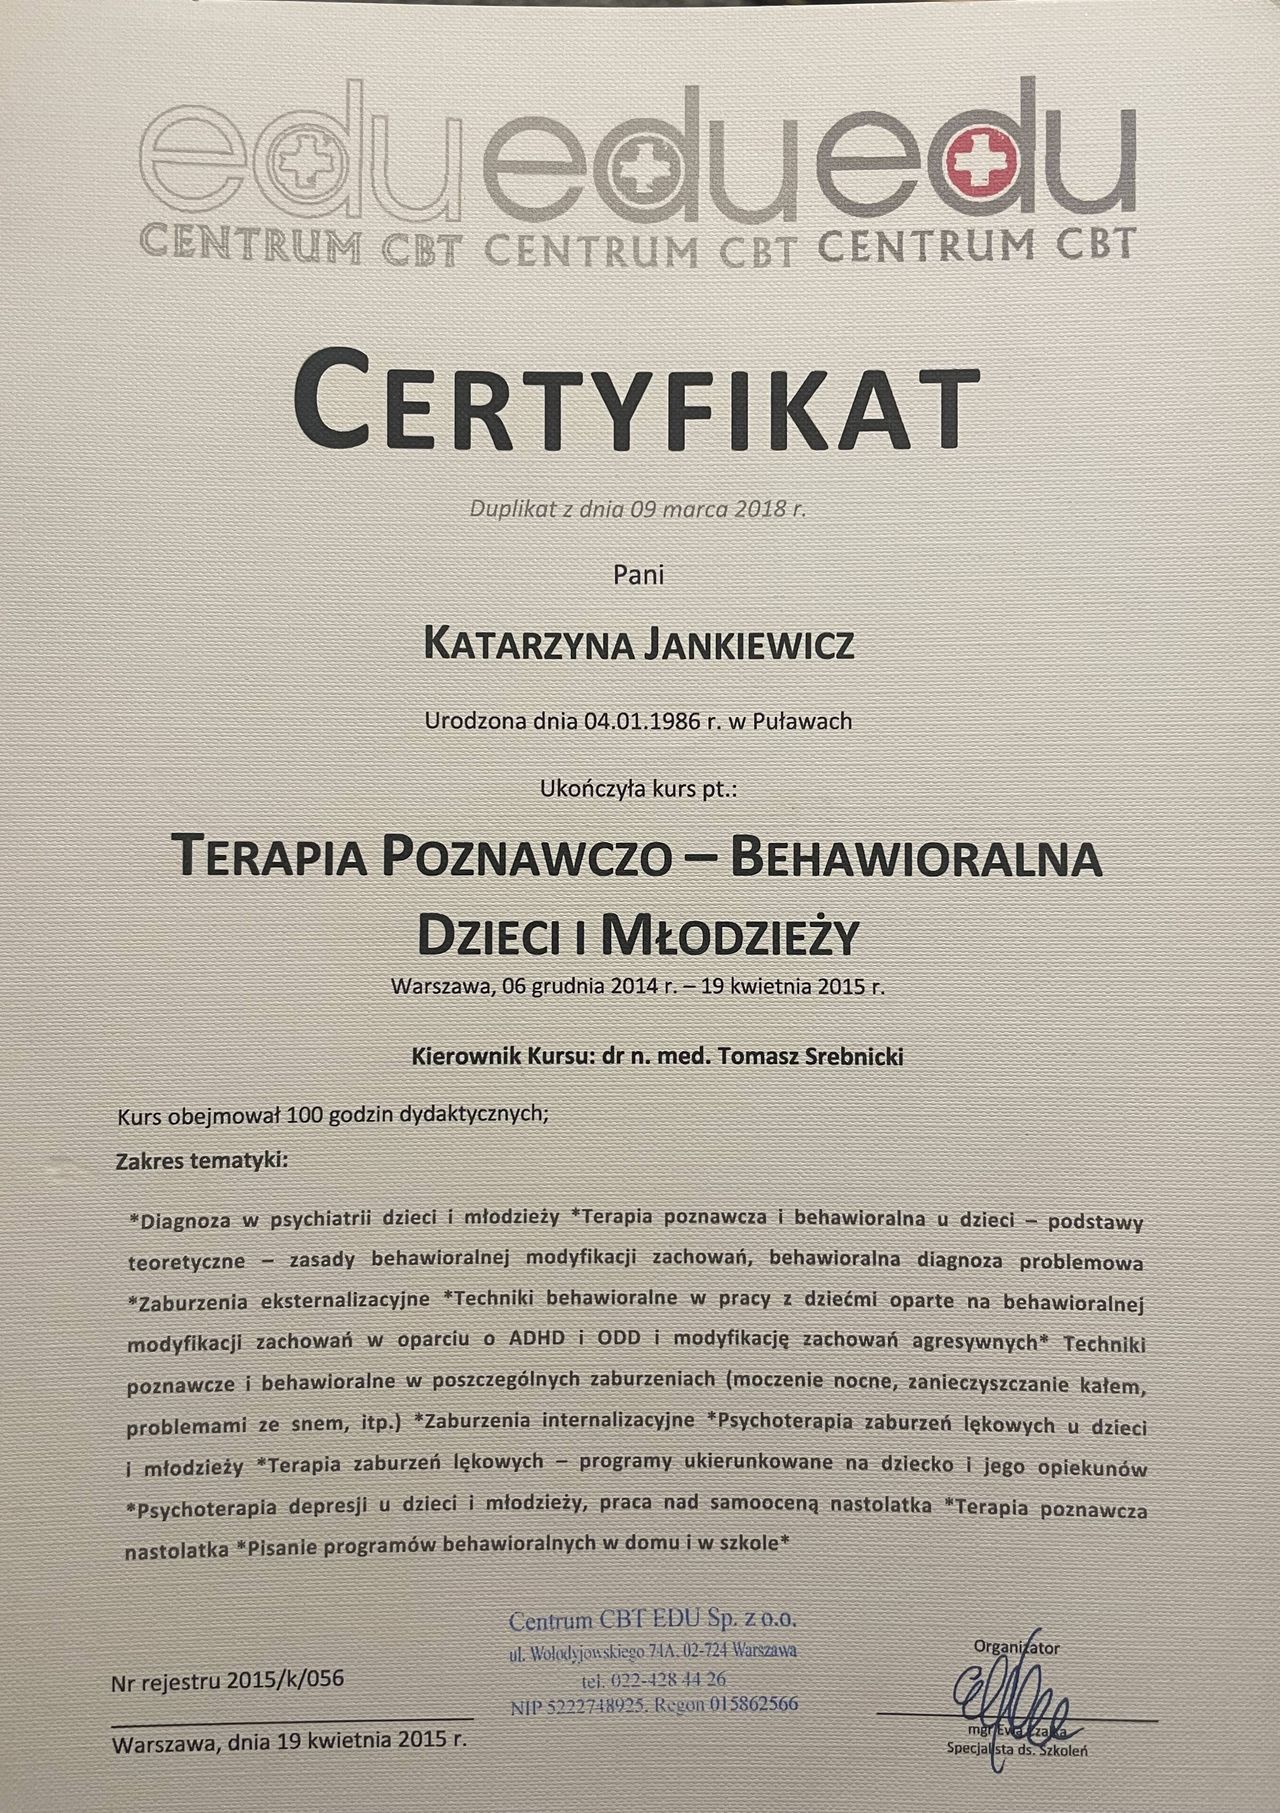 edu edu edu
CENTRUM CBT CENTRUM CBT CENTRUM CBT
CERTYFIKAT
Duplikat z dnia 09 marca 2018 r.
Pani
KATARZYNA JANKIEWICZ
Urodzona dnia 04.01.1986 r. w Puławach
Ukończyła kurs pt.:
TERAPIA POZNAWCZO – BEHAWIORALNA
DZIECI I MŁODZIEŻY
Warszawa, 06 grudnia 2014 r. – 19 kwietnia 2015 r.
Kierownik Kursu: dr n. med. Tomasz Srebnicki
Kurs obejmował 100 godzin dydaktycznych;
Zakres tematyki:
*Diagnoza w psychiatrii dzieci i młodzieży *Terapia poznawcza i behawioralna u dzieci – podstawy
teoretyczne – zasady behawioralnej modyfikacji zachowań, behawioralna diagnoza problemowa
*Zaburzenia eksternalizacyjne *Techniki behawioralne w pracy z dziećmi oparte na behawioralnej
modyfikacji zachowań w oparciu o ADHD i ODD i modyfikację zachowań agresywnych* Techniki
poznawcze i behawioralne w poszczególnych zaburzeniach (moczenie nocne, zanieczyszczanie kałem,
problemami ze snem, itp.) *Zaburzenia internalizacyjne *Psychoterapia zaburzeń lękowych u dzieci
i młodzieży *Terapia zaburzeń lękowych – programy ukierunkowane na dziecko i jego opiekunów
*Psychoterapia depresji u dzieci i młodzieży, praca nad samooceną nastolatka *Terapia poznawcza
nastolatka *Pisanie programów behawioralnych w domu i w szkole*
Centrum CBT EDU Sp. z o.o.
ul. Wołodyjowskiego 74A, 02-724 Warszawa
tel. 022-428 44 26
NIP 5222748925, Regon 015862566
Nr rejestru 2015/k/056
Warszawa, dnia 19 kwietnia 2015 r.
Organizator
mgr Ewa
Specjalista ds. Szkoleń